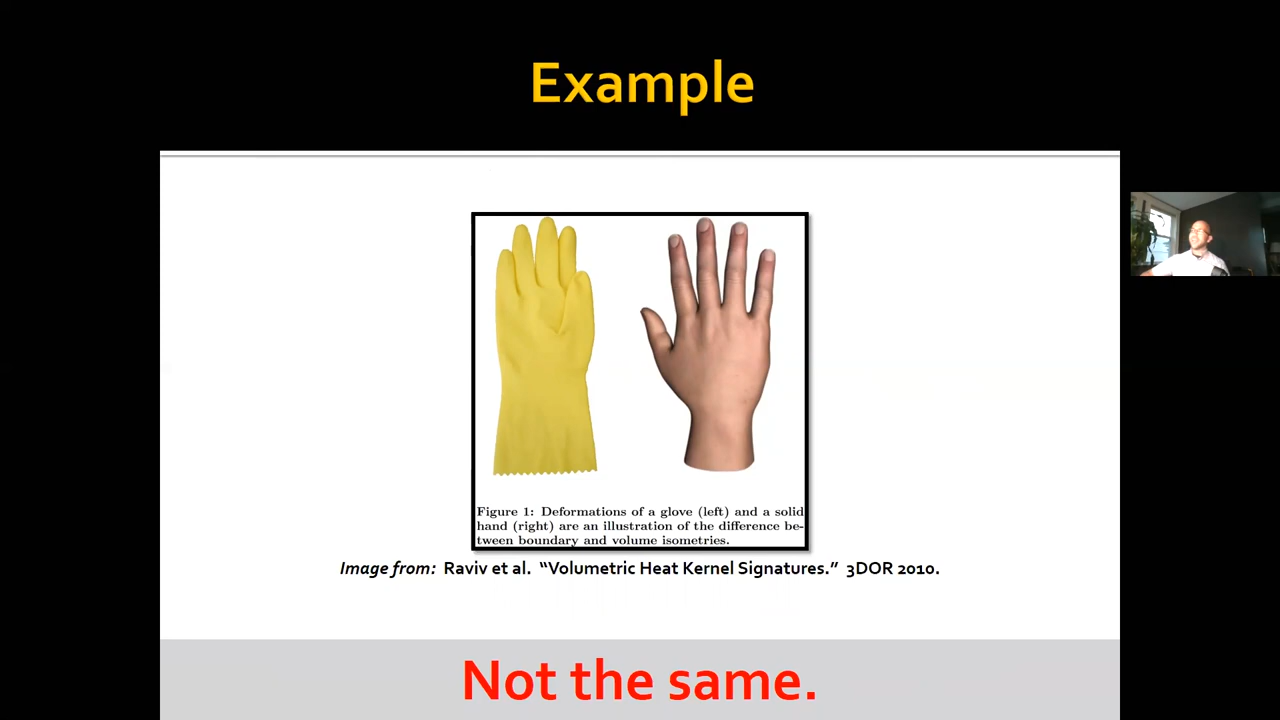 Example
Figure 1: Deformations of a glove (left) and a solid
hand (right) are an illustration of the difference be-
tween boundary and volume isometries.
Image from: Raviv et al. “Volumetric Heat Kernel Signatures.” 3DOR 2010.
Not the same.